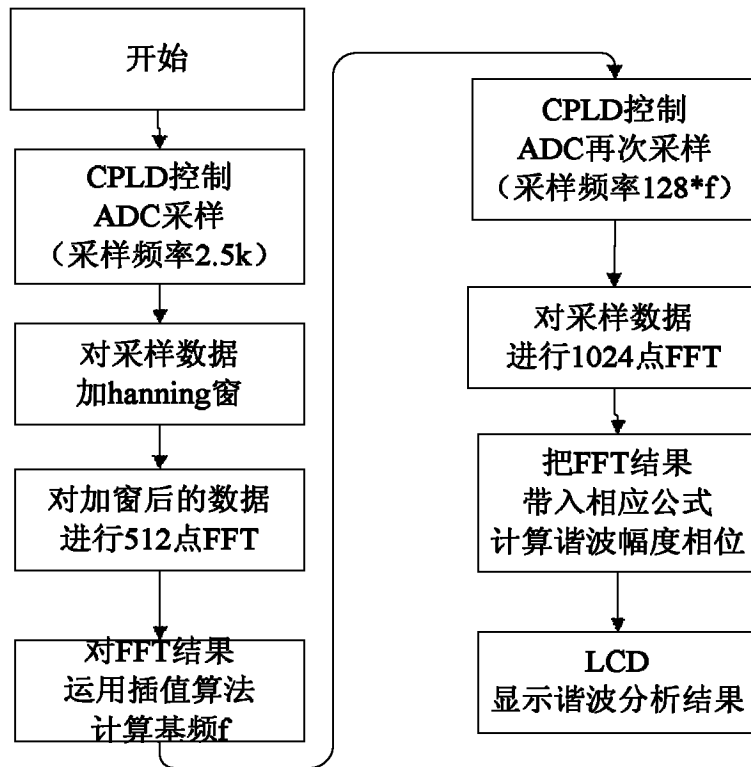 开始
CPLD控制
ADC采样
（采样频率2.5k）
对采样数据
加hanning窗
对加窗后的数据
进行512点FFT
对FFT结果
运用插值算法
计算基频f
CPLD控制
ADC再次采样
（采样频率128*f）
对采样数据
进行1024点FFT
把FFT结果
带入相应公式
计算谐波幅度相位
LCD
显示谐波分析结果